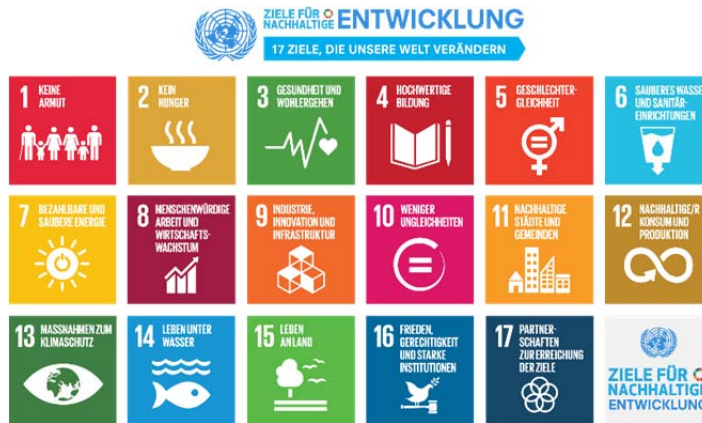 ZIELE FÜR
NACHHALTIGE ENTWICKLUNG
17 ZIELE, DIE UNSERE WELT VERÄNDERN
1 KEINE
ARMUT
2 KEIN
HUNGER
3 GESUNDHEIT UND
WOHLERGEHEN
4 HOCHWERTIGE
BILDUNG
5 GESCHLECHTER-
GLEICHHEIT
6 SAUBERES WASSE
UND SANITÄR-
EINRICHTUNGEN
7 BEZAHLBARE UND
SAUBERE ENERGIE
8 MENSCHENWÜRDIGE
ARBEIT UND
WIRTSCHAFTS-
WACHSTUM
9 INDUSTRIE,
INNOVATION UND
INFRASTRUKTUR
10 WENIGER
UNGLEICHHEITEN
11 NACHHALTIGE
STÄDTE UND
GEMEINDEN
12 NACHHALTIGE/R
KONSUM UND
PRODUKTION
13 MASSNAHMEN ZUM
KLIMASCHUTZ
14 LEBEN UNTER
WASSER
15 LEBEN
AN LAND
16 FRIEDEN,
GERECHTIGKEIT
UND STARKE
INSTITUTIONEN
17 PARTNER-
SCHAFTEN
ZUR ERREICHUNG
DER ZIELE
ZIELE FÜR
NACHHALTIGE
ENTWICKLUNG